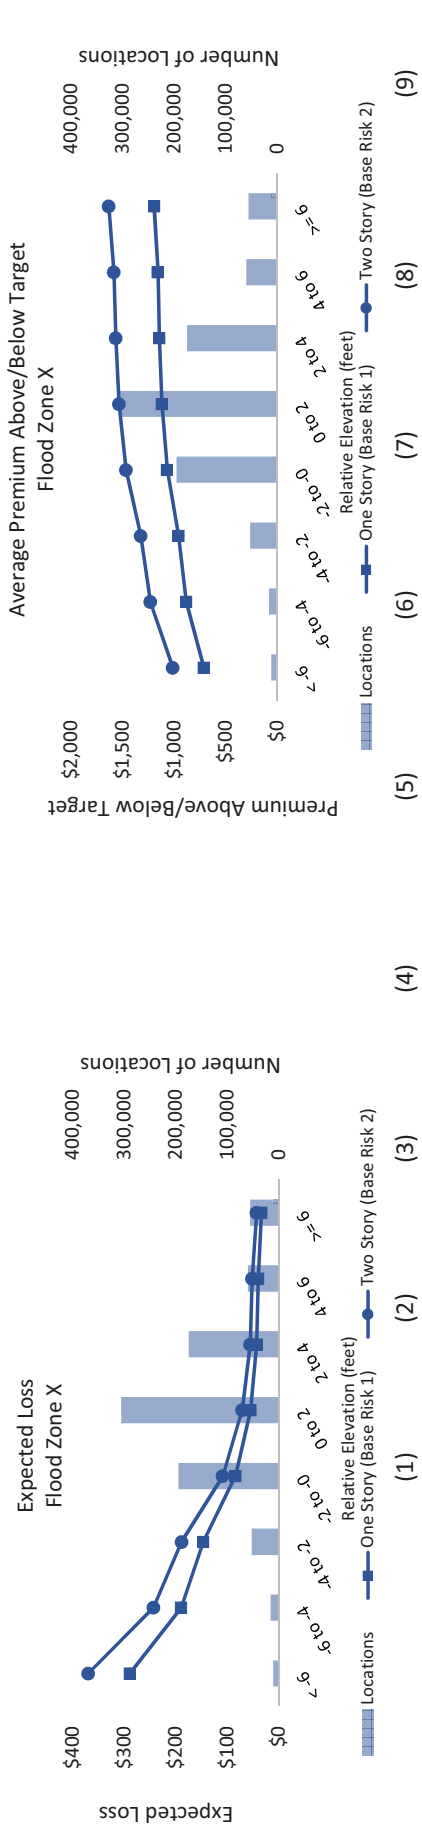 Expected Loss
Flood Zone X
Expected Loss
$400
$300
$200
$100
$0
400,000
300,000
200,000
100,000
0
Number of Locations
<-6
-6 to -4
-4 to -2
-2 to -0
0 to 2
2 to 4
4 to 6
>= 6
Relative Elevation (feet)
Locations
One Story (Base Risk 1)
Two Story (Base Risk 2)
Average Premium Above/Below Target
Flood Zone X
Premium Above/Below Target
$2,000
$1,500
$1,000
$500
$0
400,000
300,000
200,000
100,000
0
Number of Locations
<-6
-6 to -4
-4 to -2
-2 to -0
0 to 2
2 to 4
4 to 6
>= 6
Relative Elevation (feet)
Locations
One Story (Base Risk 1)
Two Story (Base Risk 2)
(1) (2) (3) (4) (5) (6) (7) (8) (9)